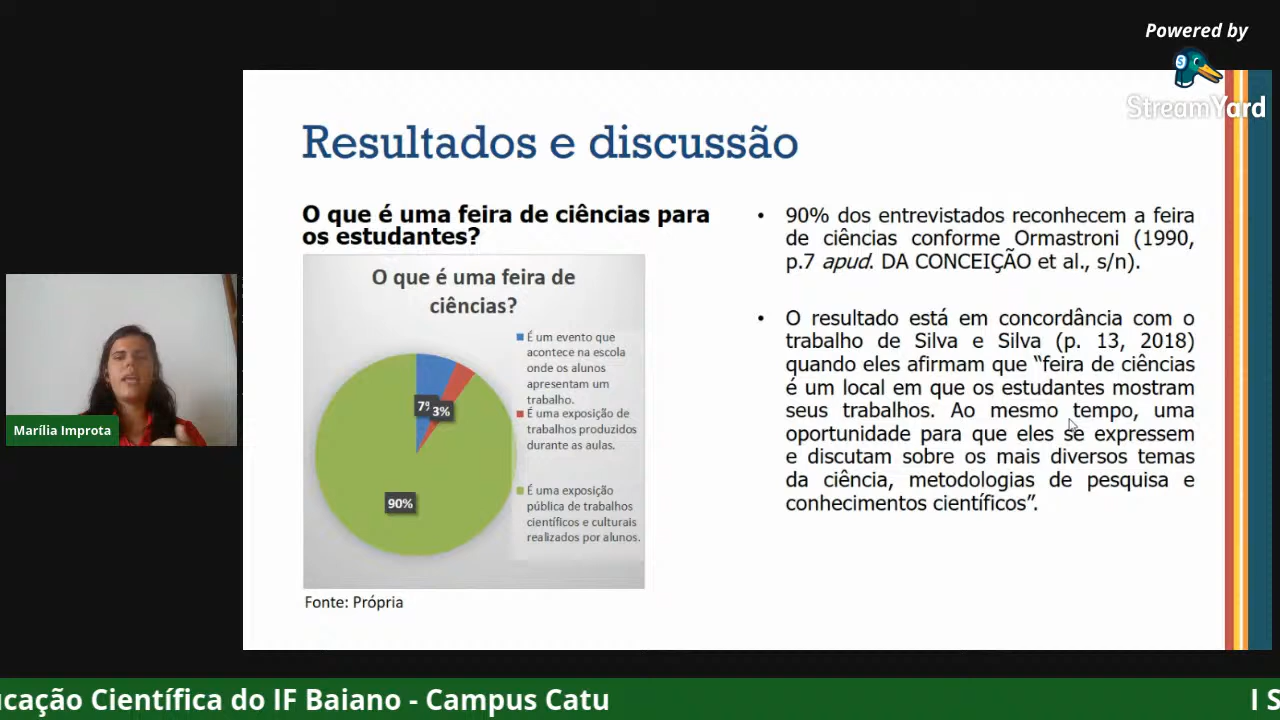 Powered by
StreamYard
Resultados e discussão
O que é uma feira de ciências para
os estudantes?
O que é uma feira de
ciências?
É um evento que
acontece na escola
onde os alunos
apresentam um
trabalho.
É uma exposição de
trabalhos produzidos
durante as aulas.
É uma exposição
pública de trabalhos
científicos e culturais
realizados por alunos.
7%
3%
90%
Fonte: Própria
• 90% dos entrevistados reconhecem a feira
de ciências conforme Ormastroni (1990,
p.7 apud. DA CONCEIÇÃO et al., s/n).
• O resultado está em concordância com o
trabalho de Silva e Silva (p. 13, 2018)
quando eles afirmam que “feira de ciências
é um local em que os estudantes mostram
seus trabalhos. Ao mesmo tempo, uma
oportunidade para que eles se expressem
e discutam sobre os mais diversos temas
da ciência, metodologias de pesquisa e
conhecimentos científicos”.
Marília Improta
ucação Científica do IF Baiano - Campus Catu
I S